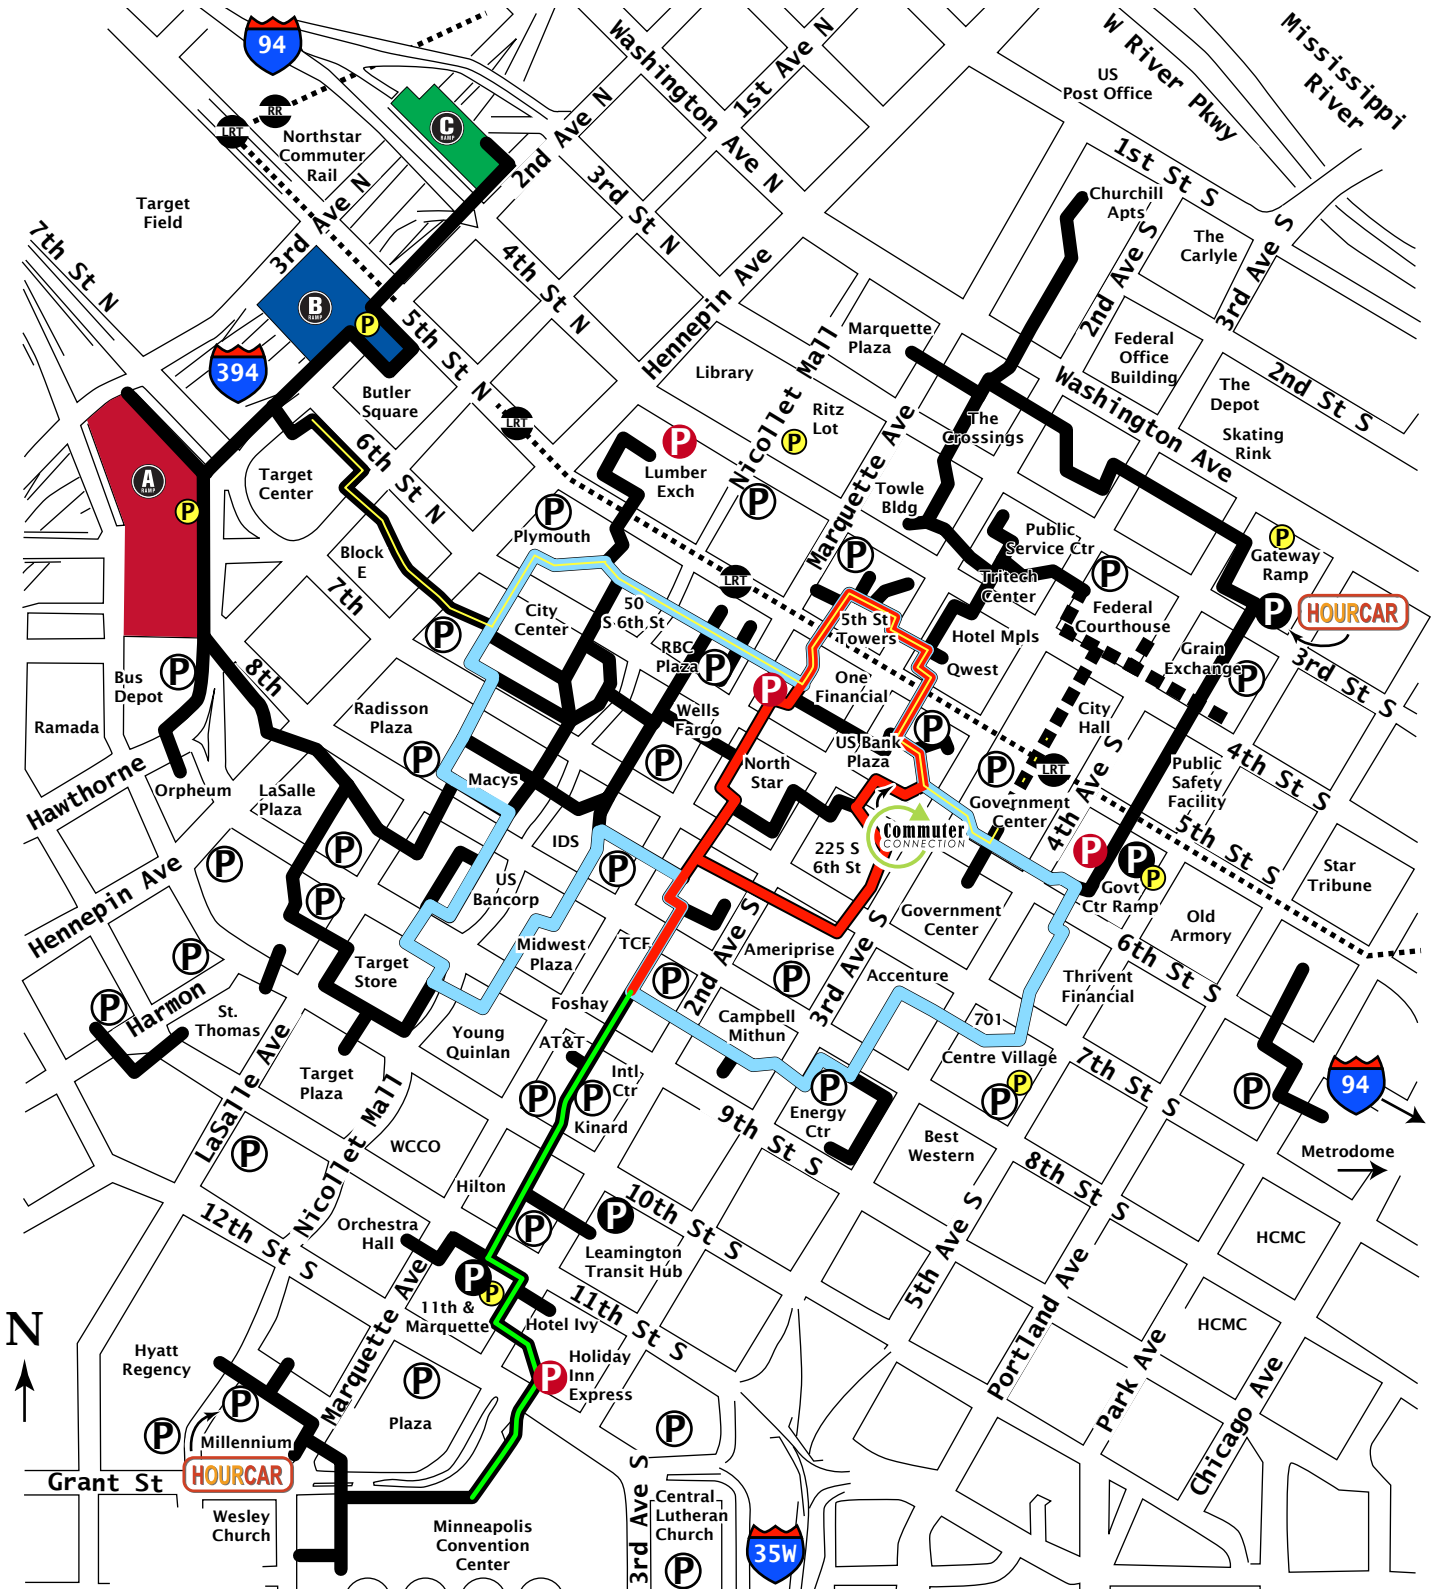 94
RR
LRT
Northstar
Commuter
Rail
C
RAMP
2nd Ave N
Washington Ave N
1st Ave N
W River Pkwy
Mississippi
River
US
Post Office
1st St S
Churchill
Apts
The
Carlyle
2nd Ave S
3rd Ave S
Target
Field
7th St N
3rd Ave N
3rd St N
4th St N
5th St N
6th St N
B
RAMP
P
394
Butler
Square
Hennepin Ave
Library
Nicollet Mall
Marquette
Plaza
Ritz
Lot
P
Marquette Ave
The
Crossings
Federal
Office
Building
Washington Ave
The
Depot
2nd St S
Skating
Rink
A
RAMP
P
Target
Center
LRT
P
Lumber
Exch
P
Towle
Bldg
Public
Service Ctr
Tritech
Center
P
Gateway
Ramp
P
HOURCAR
P
Plymouth
Block
E
7th
P
City
Center
50
S 6th St
RBC
Plaza
P
LRT
P
5th St
Towers
P
Federal
Courthouse
Hotel Mpls
Qwest
Grain
Exchange
P
3rd St S
Bus
Depot
P
8th
Ramada
Radisson
Plaza
P
Wells
Fargo
P
P
One
Financial
US Bank
Plaza
P
City
Hall
4th Ave S
4th St S
Hawthorne
Orpheum
LaSalle
Plaza
Macys
North
Star
P
LRT
Public
Safety
Facility
Government
Center
5th St S
Commuter
CONNECTION
225 S
6th St
IDS
P
P
P
Govt
Ctr Ramp
P
P
Star
Tribune
Hennepin Ave
P
P
P
P
US
Bancorp
Government
Center
Old
Armory
6th St S
Midwest
Plaza
TCF
2nd Ave S
Ameriprise
P
P
3rd Ave S
Accenture
Thrivent
Financial
P
Harmon
St.
Thomas
Target
Store
Foshay
Campbell
Mithun
701
Centre Village
P
P
7th St S
94
Metrodome
P
LaSalle Ave
Target
Plaza
Young
Quinlan
AT&T
Intl
Ctr
P
P
Kinard
P
Energy
Ctr
9th St S
Best
Western
8th St S
P
Nicollet Mall
WCCO
Hilton
10th St S
P
P
Leamington
Transit Hub
12th St S
Orchestra
Hall
P
P
11th &
Marquette
Hotel Ivy
11th St S
5th Ave S
HCMC
HCMC
Portland Ave
Park Ave
Chicago Ave
N
Hyatt
Regency
Marquette Ave
P
Holiday
Inn
Express
P
P
P
Plaza
P
Millennium
HOURCAR
Grant St
Wesley
Church
Minneapolis
Convention
Center
3rd Ave S
Central
Lutheran
Church
P
35W